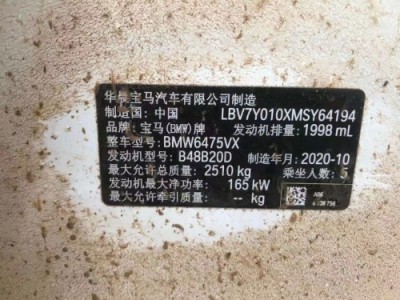 华晨宝马汽车有限公司制造
制造国: 中国 LBV7Y010XMSY64194
品牌: 宝马(BMW)牌 发动机排量: 1998 mL
整车型号: BMW6475VX
发动机型号: B48B20D 制造年月: 2020-10
最大允许总质量: 2510 kg 乘坐人数: 5
发动机最大净功率: 165 kW
最大允许牵引质量: -- kg